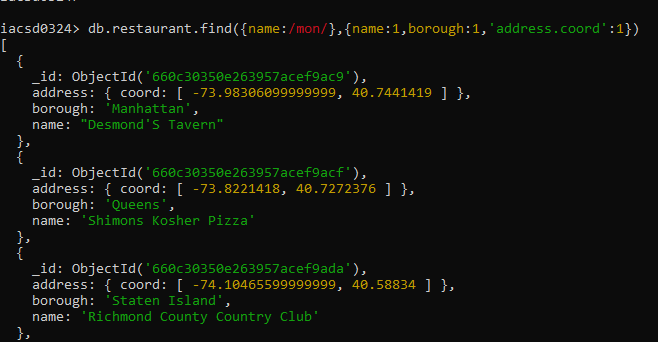 iacsd0324> db.restaurant.find({name:/mon/},{name:1,borough:1,'address.coord':1})
[
  {
    _id: ObjectId('660c30350e263957acef9ac9'),
    address: { coord: [ -73.98306099999999, 40.7441419 ] },
    borough: 'Manhattan',
    name: "Desmond'S Tavern"
  },
  {
    _id: ObjectId('660c30350e263957acef9acf'),
    address: { coord: [ -73.8221418, 40.7272376 ] },
    borough: 'Queens',
    name: 'Shimons Kosher Pizza'
  },
  {
    _id: ObjectId('660c30350e263957acef9ada'),
    address: { coord: [ -74.10465599999999, 40.58834 ] },
    borough: 'Staten Island',
    name: 'Richmond County Country Club'
  },